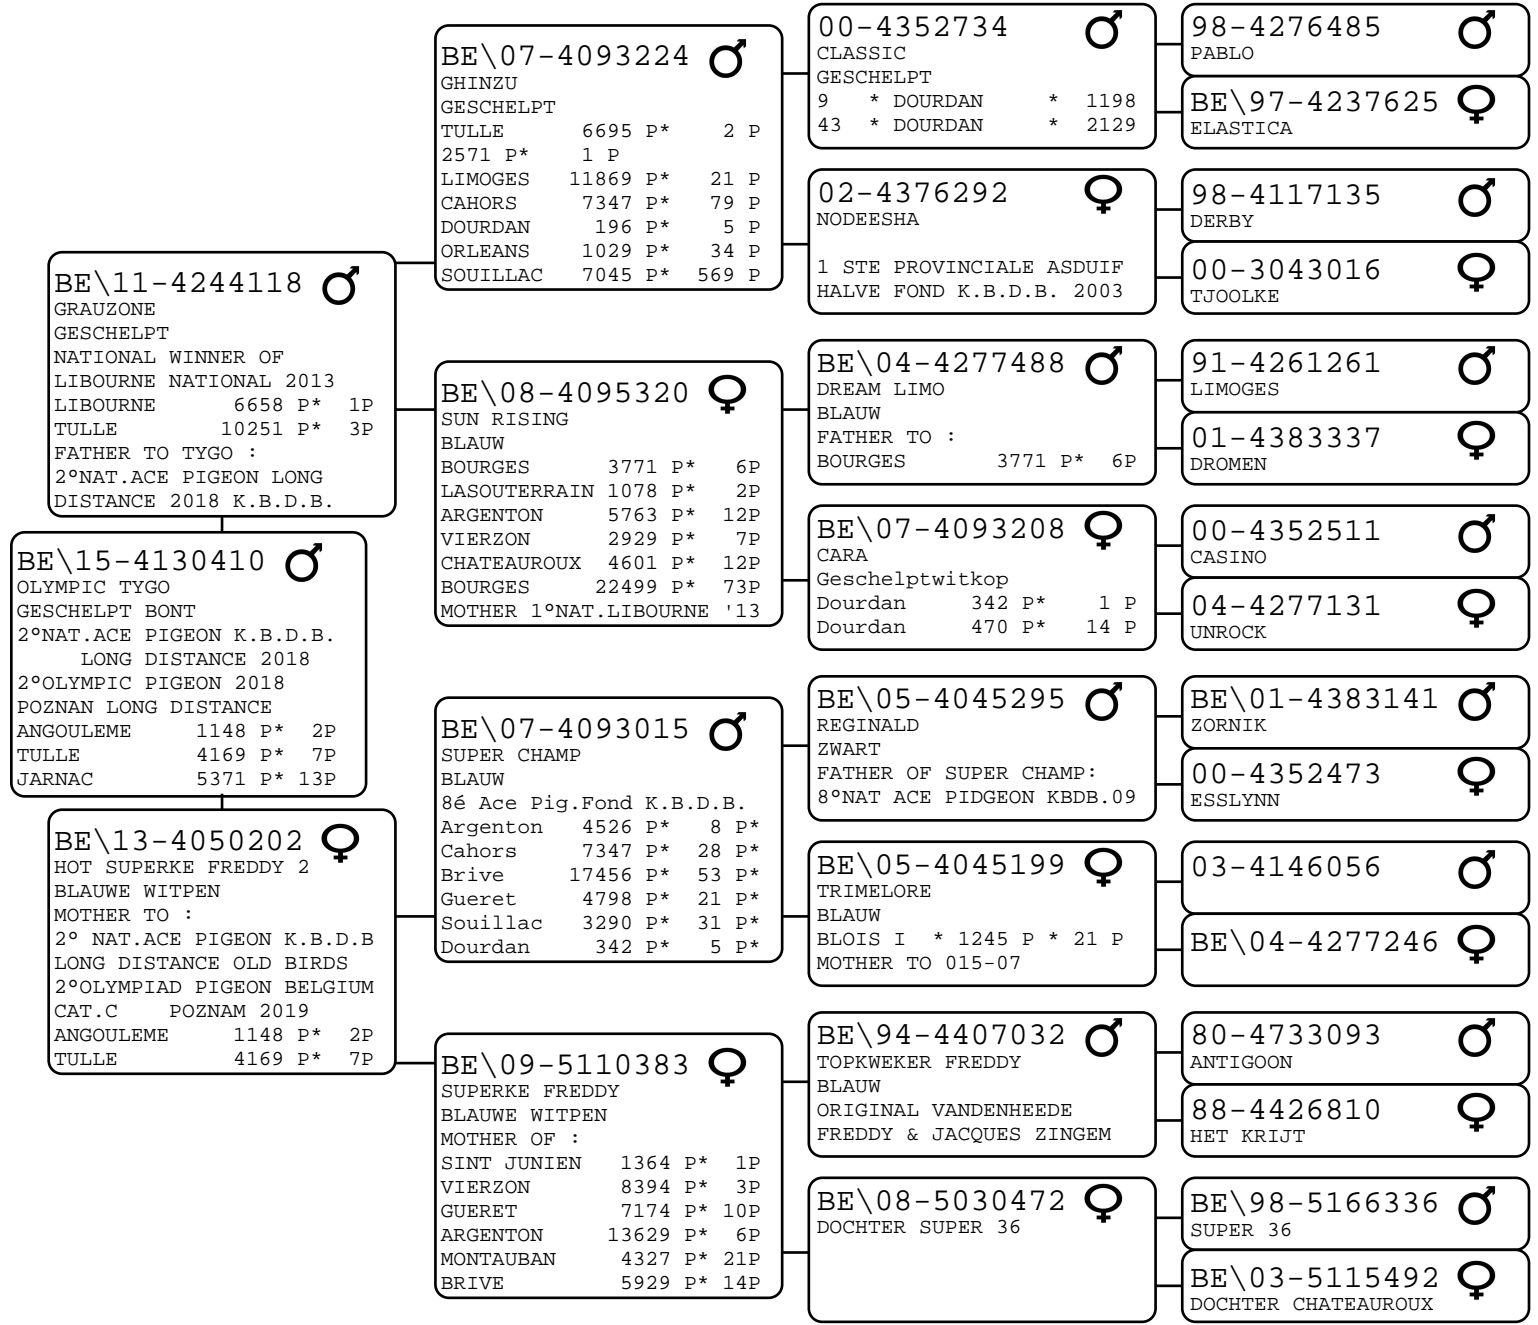 BE\15-4130410
OLYMPIC TYGO
GESCHELPT BONT
2ºNAT.ACE PIGEON K.B.D.B.
LONG DISTANCE 2018
2ºOLYMPIC PIGEON 2018
POZNAN LONG DISTANCE
ANGOULEME 1148 P* 2P
TULLE 4169 P* 7P
JARNAC 5371 P* 13P
BE\11-4244118
GRAUZONE
GESCHELPT
NATIONAL WINNER OF
LIBOURNE NATIONAL 2013
LIBOURNE 6658 P* 1P
TULLE 10251 P* 3P
FATHER TO TYGO :
2ºNAT.ACE PIGEON LONG
DISTANCE 2018 K.B.D.B.
BE\13-4050202
HOT SUPERKE FREDDY 2
BLAUWE WITPEN
MOTHER TO :
2º NAT.ACE PIGEON K.B.D.B
LONG DISTANCE OLD BIRDS
2ºOLYMPIAD PIGEON BELGIUM
CAT.C POZNAM 2019
ANGOULEME 1148 P* 2P
TULLE 4169 P* 7P
BE\07-4093224
GHINZU
GESCHELPT
TULLE 6695 P* 2 P
2571 P* 1 P
LIMOGES 11869 P* 21 P
CAHORS 7347 P* 79 P
DOURDAN 196 P* 5 P
ORLEANS 1029 P* 34 P
SOUILLAC 7045 P* 569 P
BE\08-4095320
SUN RISING
BLAUW
BOURGES 3771 P* 6P
LASOUTERRAIN 1078 P* 2P
ARGENTON 5763 P* 12P
VIERZON 2929 P* 7P
CHATEAUROUX 4601 P* 12P
BOURGES 22499 P* 73P
MOTHER 1ºNAT.LIBOURNE '13
BE\07-4093015
SUPER CHAMP
BLAUW
8é Ace Pig.Fond K.B.D.B.
Argenton 4526 P* 8 P*
Cahors 7347 P* 28 P*
Brive 17456 P* 53 P*
Gueret 4798 P* 21 P*
Souillac 3290 P* 31 P*
Dourdan 342 P* 5 P*
BE\09-5110383
SUPERKE FREDDY
BLAUWE WITPEN
MOTHER OF :
SINT JUNIEN 1364 P* 1P
VIERZON 8394 P* 3P
GUERET 7174 P* 10P
ARGENTON 13629 P* 6P
MONTAUBAN 4327 P* 21P
BRIVE 5929 P* 14P
00-4352734
CLASSIC
GESCHELPT
9 * DOURDAN * 1198
43 * DOURDAN * 2129
02-4376292
NODEESHA
1 STE PROVINCIALE ASDUIF
HALVE FOND K.B.D.B. 2003
BE\04-4277488
DREAM LIMO
BLAUW
FATHER TO :
BOURGES 3771 P* 6P
BE\07-4093208
CARA
Geschelptwitkop
Dourdan 342 P* 1 P
Dourdan 470 P* 14 P
BE\05-4045295
REGINALD
ZWART
FATHER OF SUPER CHAMP:
8ºNAT ACE PIDGEON KBDB.09
BE\05-4045199
TRIMELORE
BLAUW
BLOIS I * 1245 P * 21 P
MOTHER TO 015-07
BE\94-4407032
TOPKWEKER FREDDY
BLAUW
ORIGINAL VANDENHEEDE
FREDDY & JACQUES ZINGEM
BE\08-5030472
DOCHTER SUPER 36
98-4276485
PABLO
BE\97-4237625
ELASTICA
98-4117135
DERBY
00-3043016
TJOOLKE
91-4261261
LIMOGES
01-4383337
DROMEN
00-4352511
CASINO
04-4277131
UNROCK
BE\01-4383141
ZORNIK
00-4352473
ESSLYNN
03-4146056
BE\04-4277246
80-4733093
ANTIGOON
88-4426810
HET KRIJT
BE\98-5166336
SUPER 36
BE\03-5115492
DOCHTER CHATEAUROUX